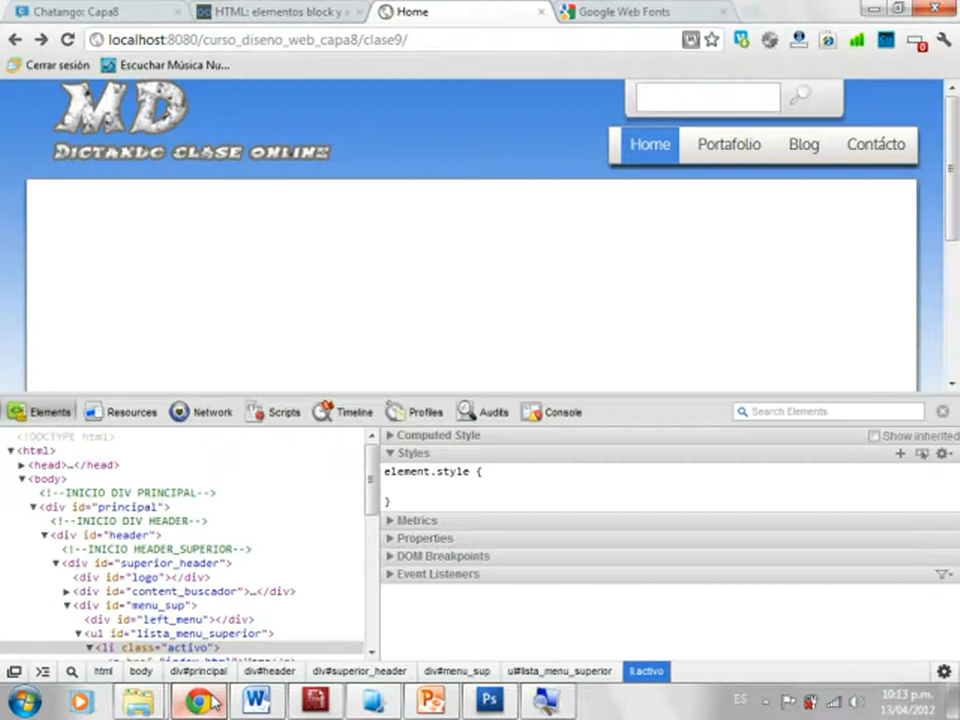 Chatango: Capa8
HTML: elementos block y e
Home
Google Web Fonts
localhost:8080/curso_diseno_web_capa8/clase9/
0
Cerrar sesión
Escuchar Música Nu...
MD
DICTANDO CLASE ONLINE
Home
Portafolio
Blog
Contácto
Elements
Resources
Network
Scripts
Timeline
Profiles
Audits
Console
Search Elements
<!DOCTYPE html>
<html>
<head>…</head>
<body>
<!--INICIO DIV PRINCIPAL-->
<div id="principal">
<!--INICIO DIV HEADER-->
<div id="header">
<!--INICIO HEADER_SUPERIOR-->
<div id="superior_header">
<div id="logo"></div>
<div id="content_buscador">…</div>
<div id="menu_sup">
<div id="left_menu"></div>
<ul id="lista_menu_superior">
<li class="activo">
Computed Style
Show inherited
Styles
element.style {
}
Metrics
Properties
DOM Breakpoints
Event Listeners
html
body
div#principal
div#header
div#superior_header
div#menu_sup
ul#lista_menu_superior
li.activo
ES
10:13 p.m.
13/04/2012